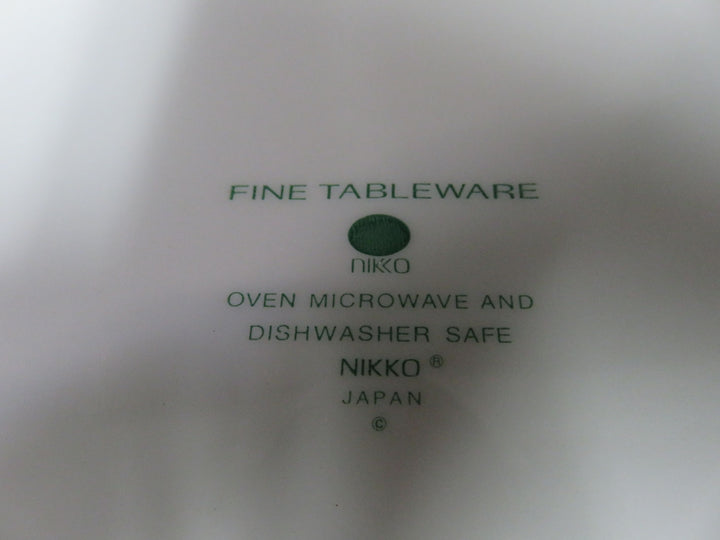 FINE TABLEWARE
NIKKO
OVEN MICROWAVE AND
DISHWASHER SAFE
NIKKO ®
JAPAN
©